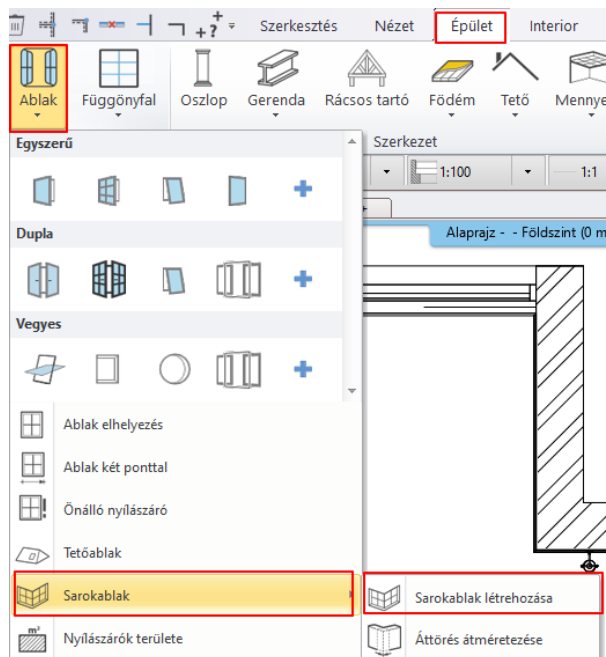 Szerkesztés Nézet Épület Interior
Ablak Függönyfal Oszlop Gerenda Rácsos tartó Födém Tető
Egyszerű
Szerkezet
1:100 1:1
Dupla
Alaprajz - - Földszint (0 m
Vegyes
Ablak elhelyezés
Ablak két ponttal
Önálló nyílászáró
Tetőablak
Sarokablak
Sarokablak létrehozása
m²
Nyílászárók területe
Áttörés átméretezése